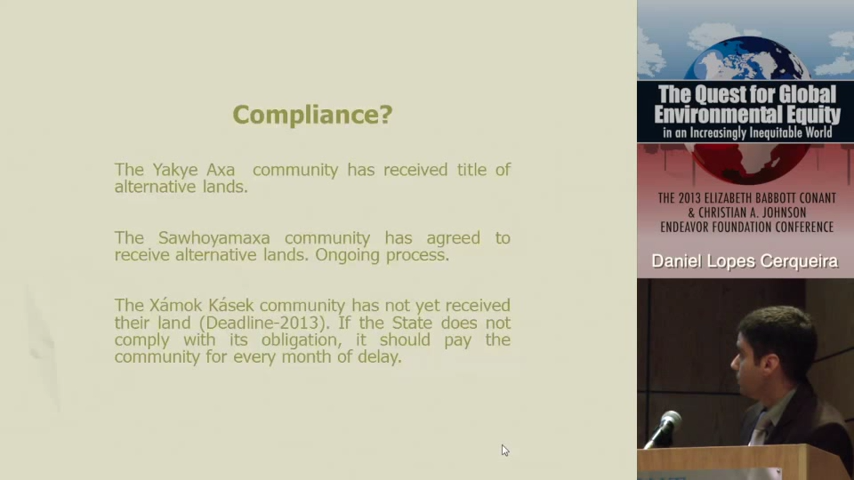 Compliance?
The Yakye Axa community has received title of
alternative lands.
The Sawhoyamaxa community has agreed to
receive alternative lands. Ongoing process.
The Xámok Kásek community has not yet received
their land (Deadline-2013). If the State does not
comply with its obligation, it should pay the
community for every month of delay.
The Quest for Global
Environmental Equity
in an Increasingly Inequitable World
THE 2013 ELIZABETH BABBOTT CONANT
& CHRISTIAN A. JOHNSON
ENDEAVOR FOUNDATION CONFERENCE
Daniel Lopes Cerqueira